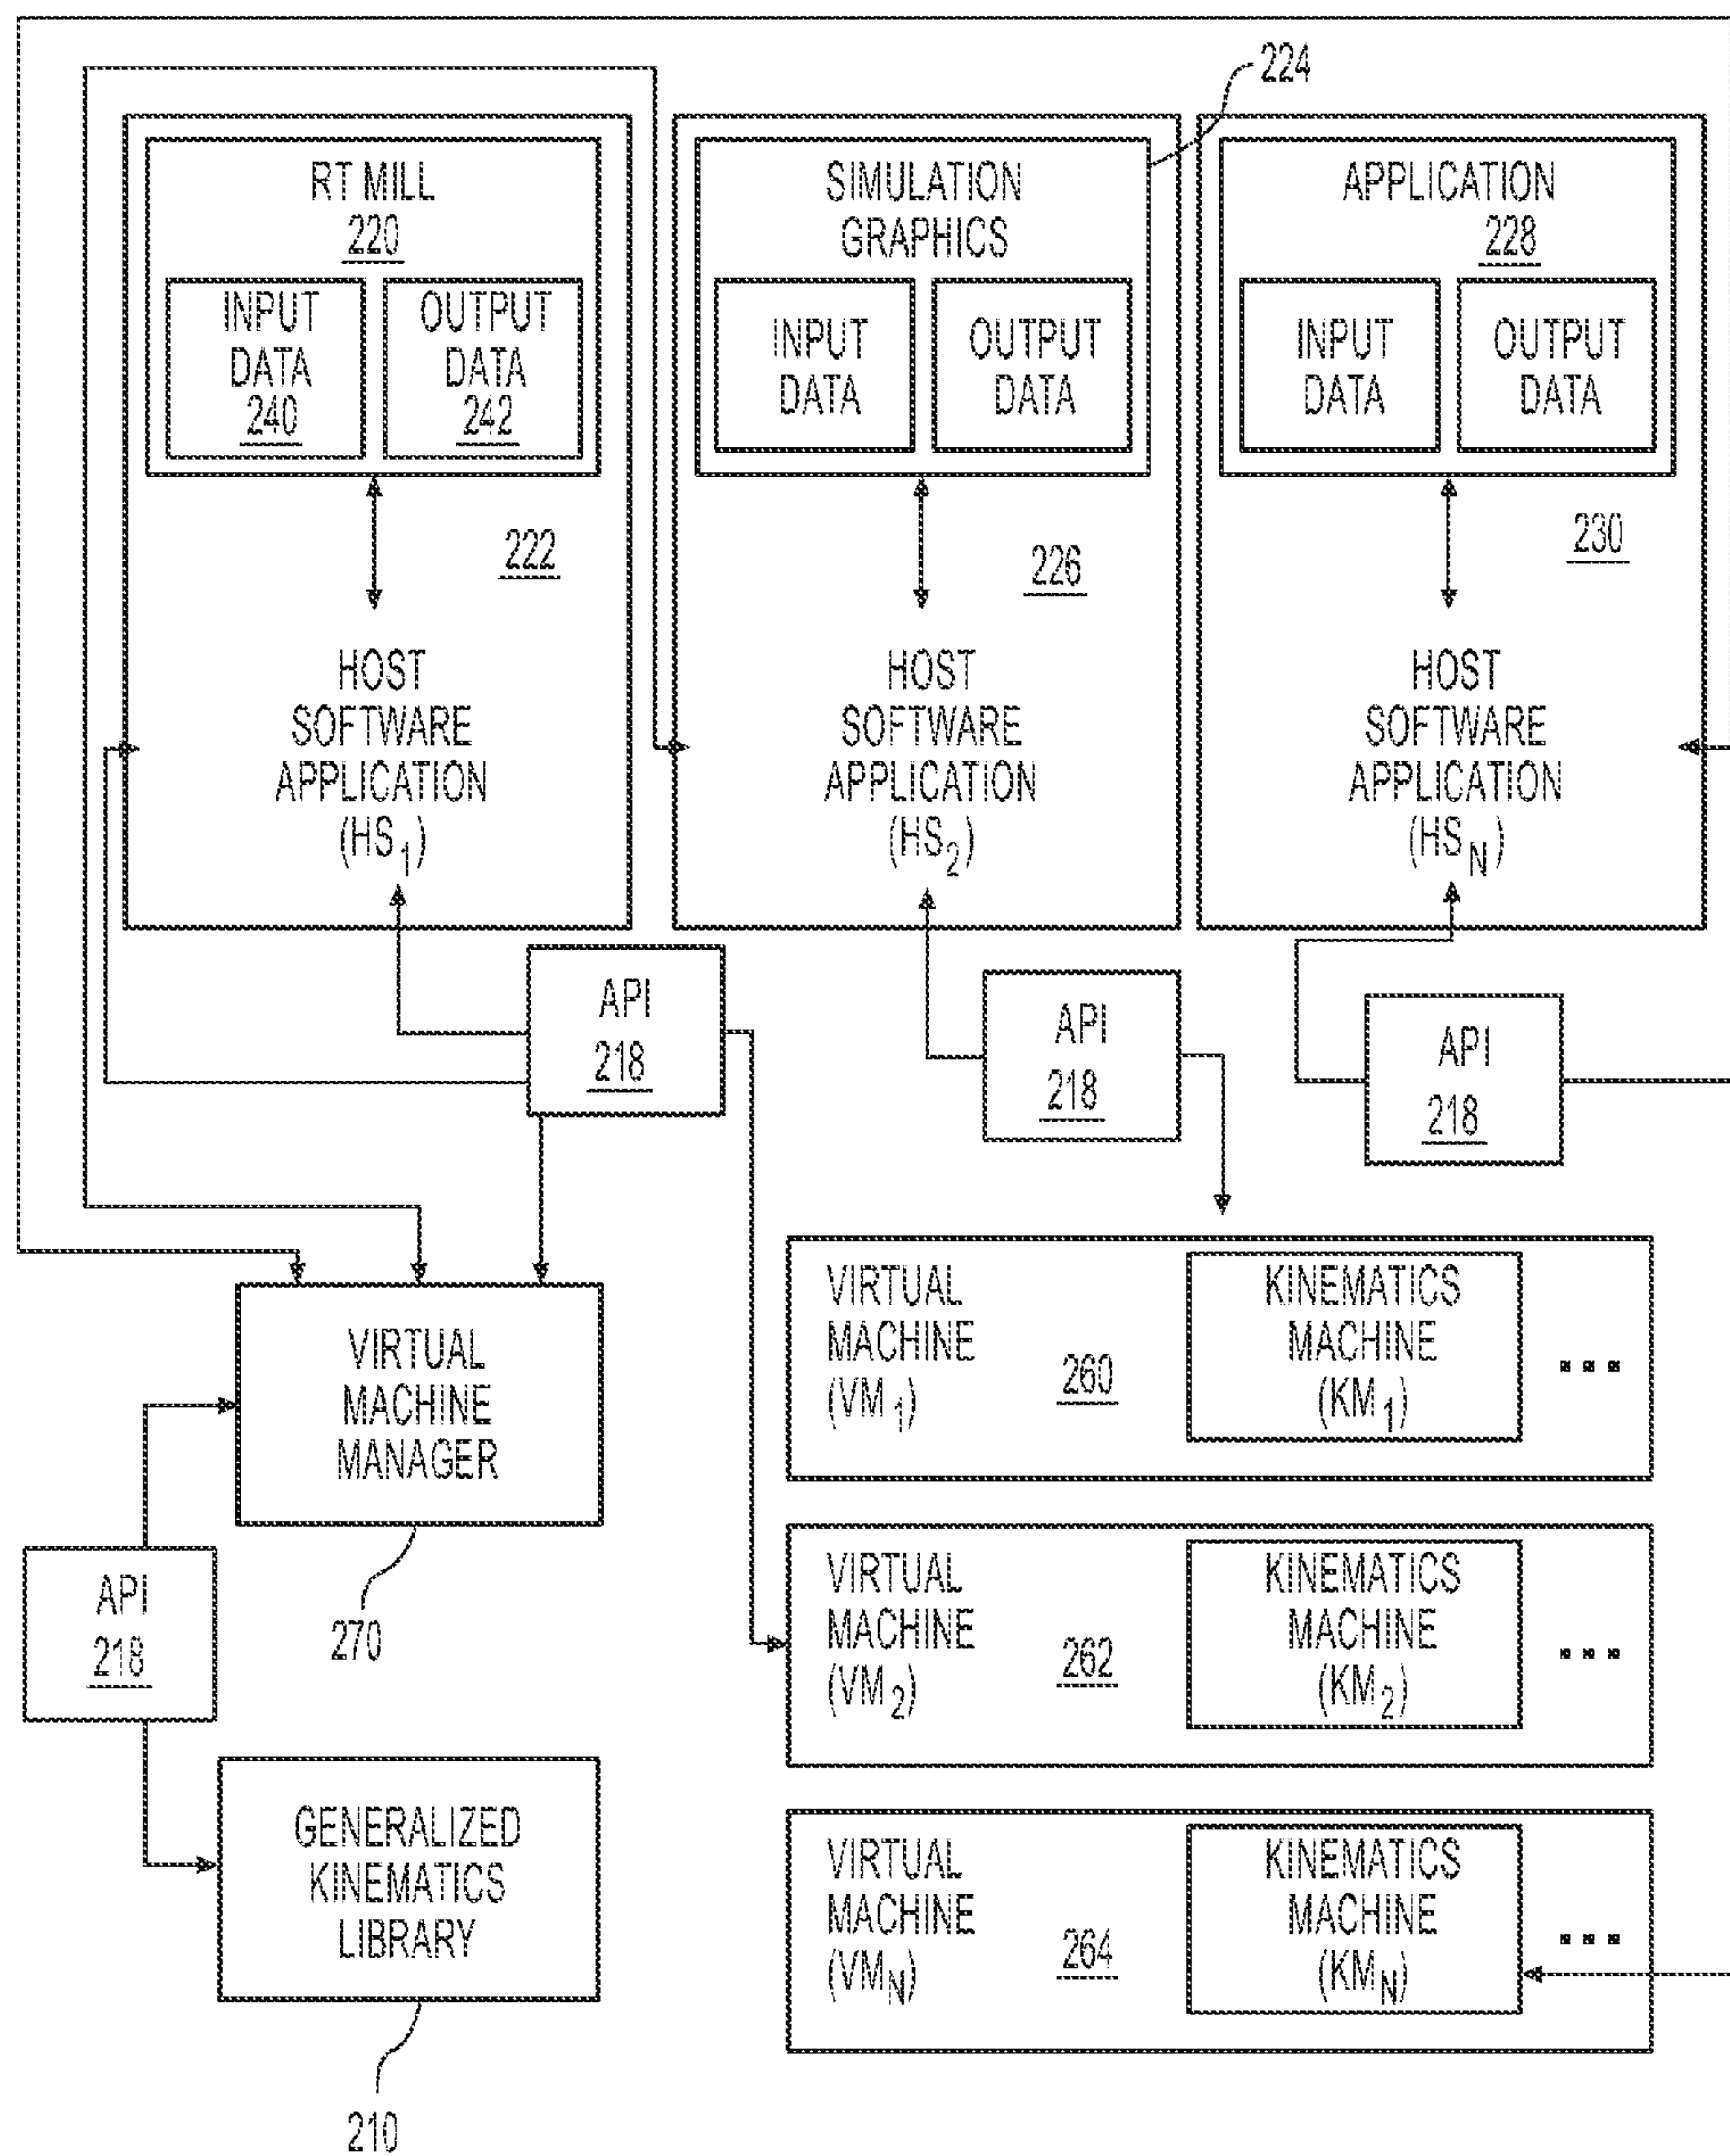 224
RT MILL
220
INPUT
DATA
240
OUTPUT
DATA
242
222
HOST
SOFTWARE
APPLICATION
(HS1)
SIMULATION
GRAPHICS
INPUT
DATA
OUTPUT
DATA
226
HOST
SOFTWARE
APPLICATION
(HS2)
APPLICATION
228
INPUT
DATA
OUTPUT
DATA
230
HOST
SOFTWARE
APPLICATION
(HSN)
API
218
API
218
API
218
VIRTUAL
MACHINE
MANAGER
270
API
218
GENERALIZED
KINEMATICS
LIBRARY
210
VIRTUAL
MACHINE
(VM1)
260
KINEMATICS
MACHINE
(KM1)
...
VIRTUAL
MACHINE
(VM2)
262
KINEMATICS
MACHINE
(KM2)
...
VIRTUAL
MACHINE
(VMN)
264
KINEMATICS
MACHINE
(KMN)
...